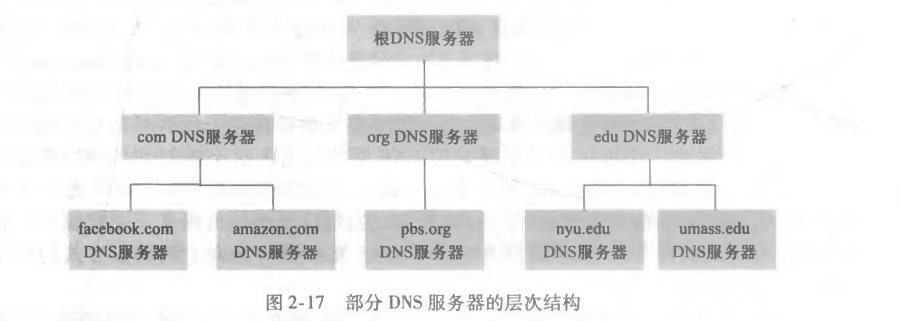 根DNS服务器
com DNS服务器
org DNS服务器
edu DNS服务器
facebook.com
DNS服务器
amazon.com
DNS服务器
pbs.org
DNS服务器
nyu.edu
DNS服务器
umass.edu
DNS服务器
图 2-17 部分 DNS 服务器的层次结构